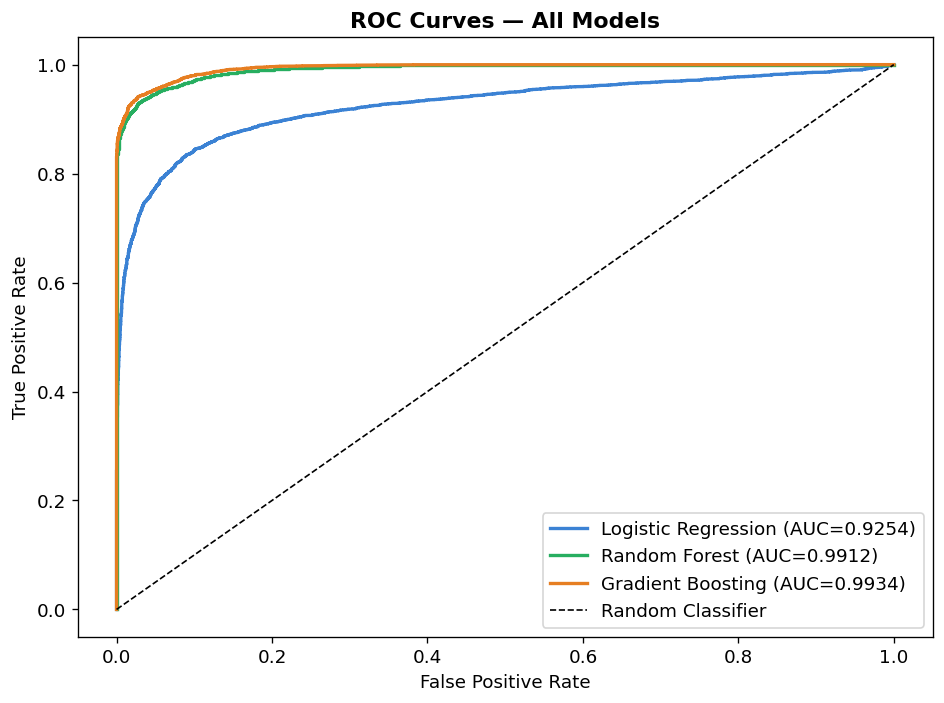 ROC Curves — All Models
True Positive Rate
1.0
0.8
0.6
0.4
0.2
0.0
0.0 0.2 0.4 0.6 0.8 1.0
False Positive Rate
Logistic Regression (AUC=0.9254)
Random Forest (AUC=0.9912)
Gradient Boosting (AUC=0.9934)
Random Classifier